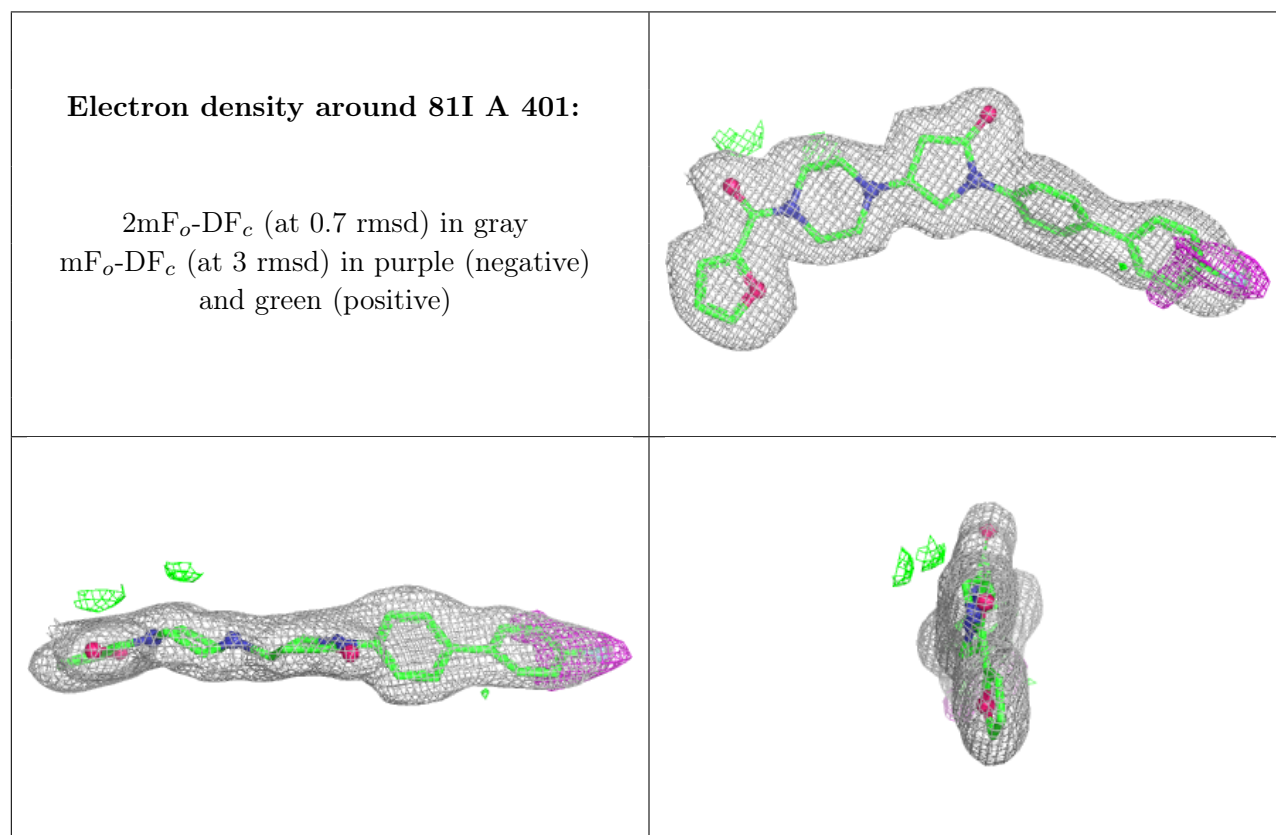 Electron density around 81I A 401:
2mFₒ-DF𝒸 (at 0.7 rmsd) in gray
mFₒ-DF𝒸 (at 3 rmsd) in purple (negative)
and green (positive)